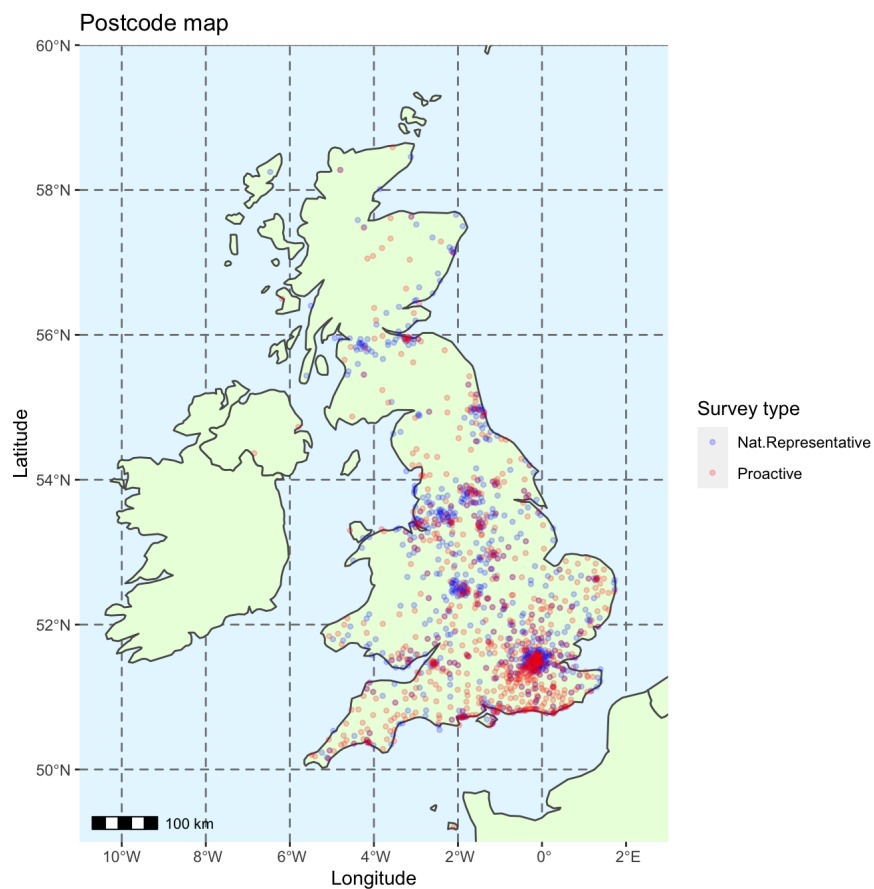 Postcode map
60°N
58°N
56°N
54°N
52°N
50°N
Latitude
100 km
10°W
8°W
6°W
4°W
2°W
0°
2°E
Longitude
Survey type
Nat.Representative
Proactive